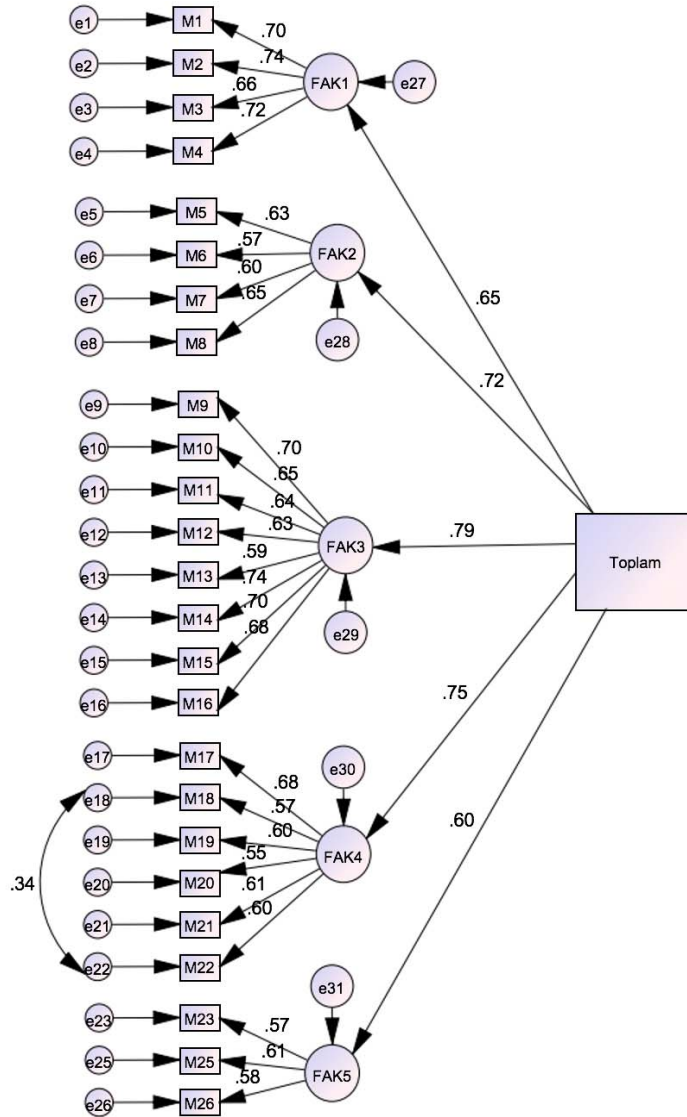 e1 M1
.70
e2 M2 .74 FAK1 e27
.66
e3 M3 .72
e4 M4
e5 M5 .63
.57
e6 M6 FAK2
.60
e7 M7 .65
.65
e8 M8 e28
.72
e9 M9
.70
e10 M10
.65
e11 M11
.64
e12 M12 .63
FAK3 .79 Toplam
.59
e13 M13 .74
.70
e14 M14
.68 e29
e15 M15
e16 M16
.75
e17 M17 e30
.68
e18 M18 .57
.60
e19 M19 .60
.55 FAK4
.34 e20 M20 .61
.60
e21 M21
e22 M22
e31
e23 M23 .57
.61
e25 M25
.58 FAK5
e26 M26